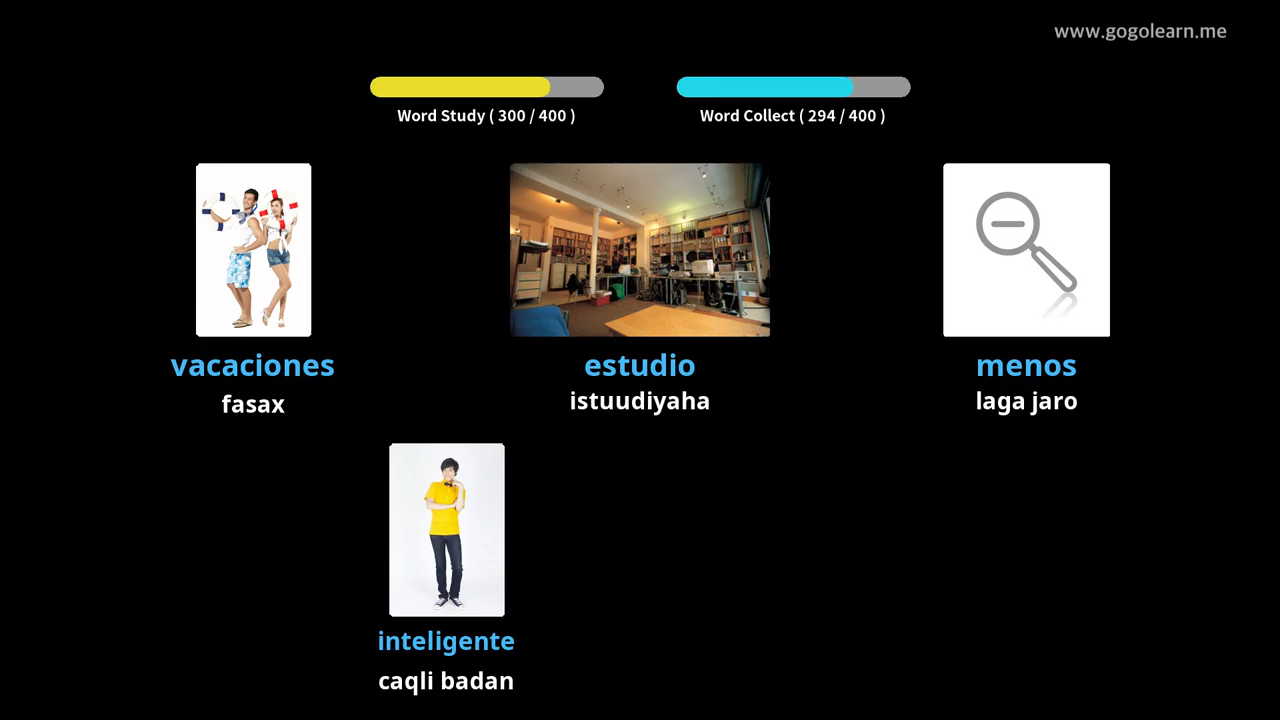 www.gogolearn.me
Word Study ( 300 / 400 )
Word Collect ( 294 / 400 )
vacaciones
fasax
estudio
istuudiyaha
menos
laga jaro
inteligente
caqli badan